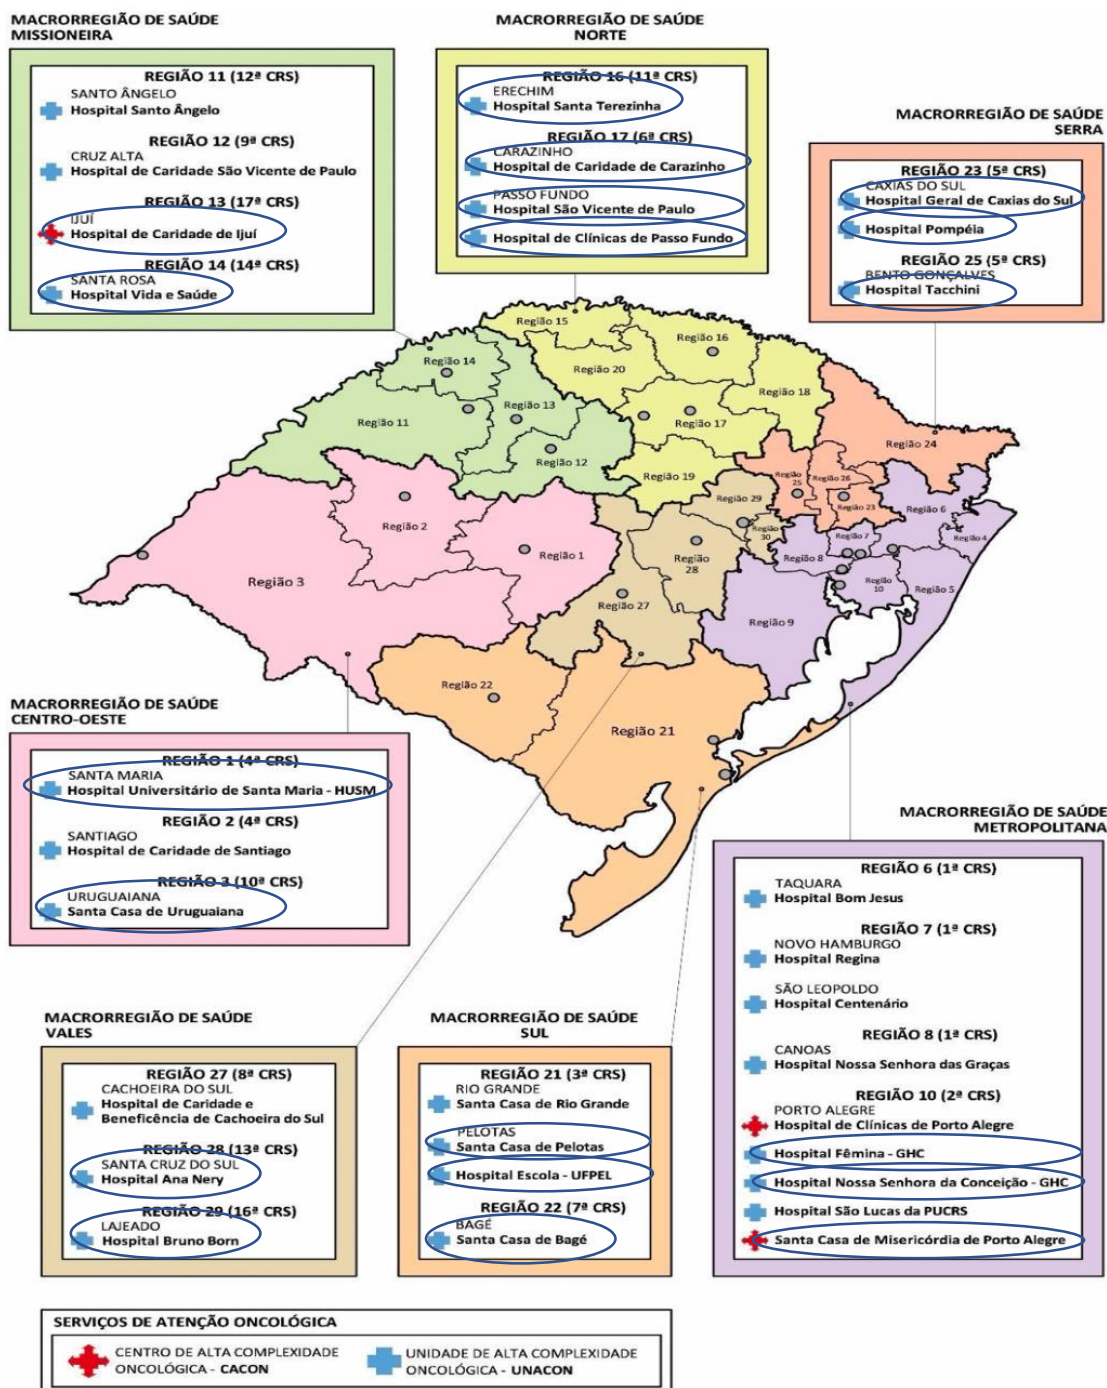 MACRORREGIÃO DE SAÚDE
MISSIONEIRA
REGIÃO 11 (12ª CRS)
SANTO ÂNGELO
Hospital Santo Ângelo
REGIÃO 12 (9ª CRS)
CRUZ ALTA
Hospital de Caridade São Vicente de Paulo
REGIÃO 13 (17ª CRS)
IJUÍ
Hospital de Caridade de Ijuí
REGIÃO 14 (14ª CRS)
SANTA ROSA
Hospital Vida e Saúde
MACRORREGIÃO DE SAÚDE
NORTE
REGIÃO 16 (11ª CRS)
ERECHIM
Hospital Santa Terezinha
REGIÃO 17 (6ª CRS)
CARAZINHO
Hospital de Caridade de Carazinho
PASSO FUNDO
Hospital São Vicente de Paulo
Hospital de Clínicas de Passo Fundo
MACRORREGIÃO DE SAÚDE
SERRA
REGIÃO 23 (5ª CRS)
CAXIAS DO SUL
Hospital Geral de Caxias do Sul
Hospital Pompéia
REGIÃO 25 (5ª CRS)
BENTO GONÇALVES
Hospital Tacchini
Região 15
Região 16
Região 14
Região 20
Região 18
Região 13
Região 11
Região 17
Região 24
Região 12
Região 19
Região 25
Região 26
Região 29
Região 23
Região 6
Região 2
Região 30
Região 7
Região 4
Região 1
Região 8
Região 28
Região 3
Região 10
Região 5
Região 27
Região 9
Região 22
Região 21
MACRORREGIÃO DE SAÚDE
CENTRO-OESTE
REGIÃO 1 (4ª CRS)
SANTA MARIA
Hospital Universitário de Santa Maria - HUSM
REGIÃO 2 (4ª CRS)
SANTIAGO
Hospital de Caridade de Santiago
REGIÃO 3 (10ª CRS)
URUGUAIANA
Santa Casa de Uruguaiana
MACRORREGIÃO DE SAÚDE
METROPOLITANA
REGIÃO 6 (1ª CRS)
TAQUARA
Hospital Bom Jesus
REGIÃO 7 (1ª CRS)
NOVO HAMBURGO
Hospital Regina
SÃO LEOPOLDO
Hospital Centenário
REGIÃO 8 (1ª CRS)
CANOAS
Hospital Nossa Senhora das Graças
REGIÃO 10 (2ª CRS)
PORTO ALEGRE
Hospital de Clínicas de Porto Alegre
Hospital Fêmina - GHC
Hospital Nossa Senhora da Conceição - GHC
Hospital São Lucas da PUCRS
Santa Casa de Misericórdia de Porto Alegre
MACRORREGIÃO DE SAÚDE
VALES
REGIÃO 27 (8ª CRS)
CACHOEIRA DO SUL
Hospital de Caridade e
Beneficência de Cachoeira do Sul
REGIÃO 28 (13ª CRS)
SANTA CRUZ DO SUL
Hospital Ana Nery
REGIÃO 29 (16ª CRS)
LAJEADO
Hospital Bruno Born
MACRORREGIÃO DE SAÚDE
SUL
REGIÃO 21 (3ª CRS)
RIO GRANDE
Santa Casa de Rio Grande
PELOTAS
Santa Casa de Pelotas
Hospital Escola - UFPEL
REGIÃO 22 (7ª CRS)
BAGÉ
Santa Casa de Bagé
SERVIÇOS DE ATENÇÃO ONCOLÓGICA
CENTRO DE ALTA COMPLEXIDADE
ONCOLÓGICA - CACON
UNIDADE DE ALTA COMPLEXIDADE
ONCOLÓGICA - UNACON